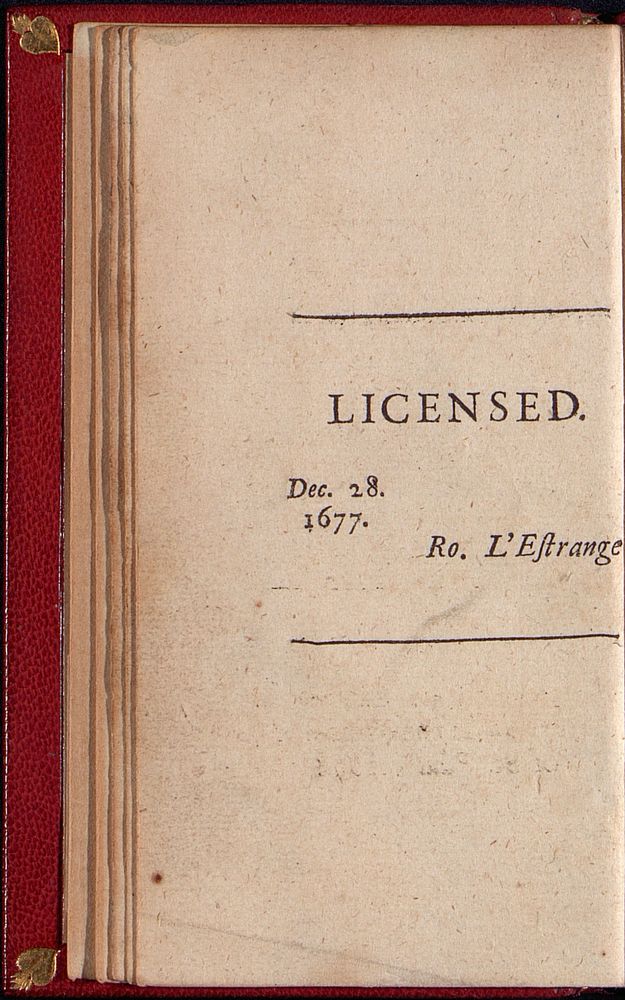 LICENSED.
Dec. 28.
1677.
Ro. L'Eſtrange